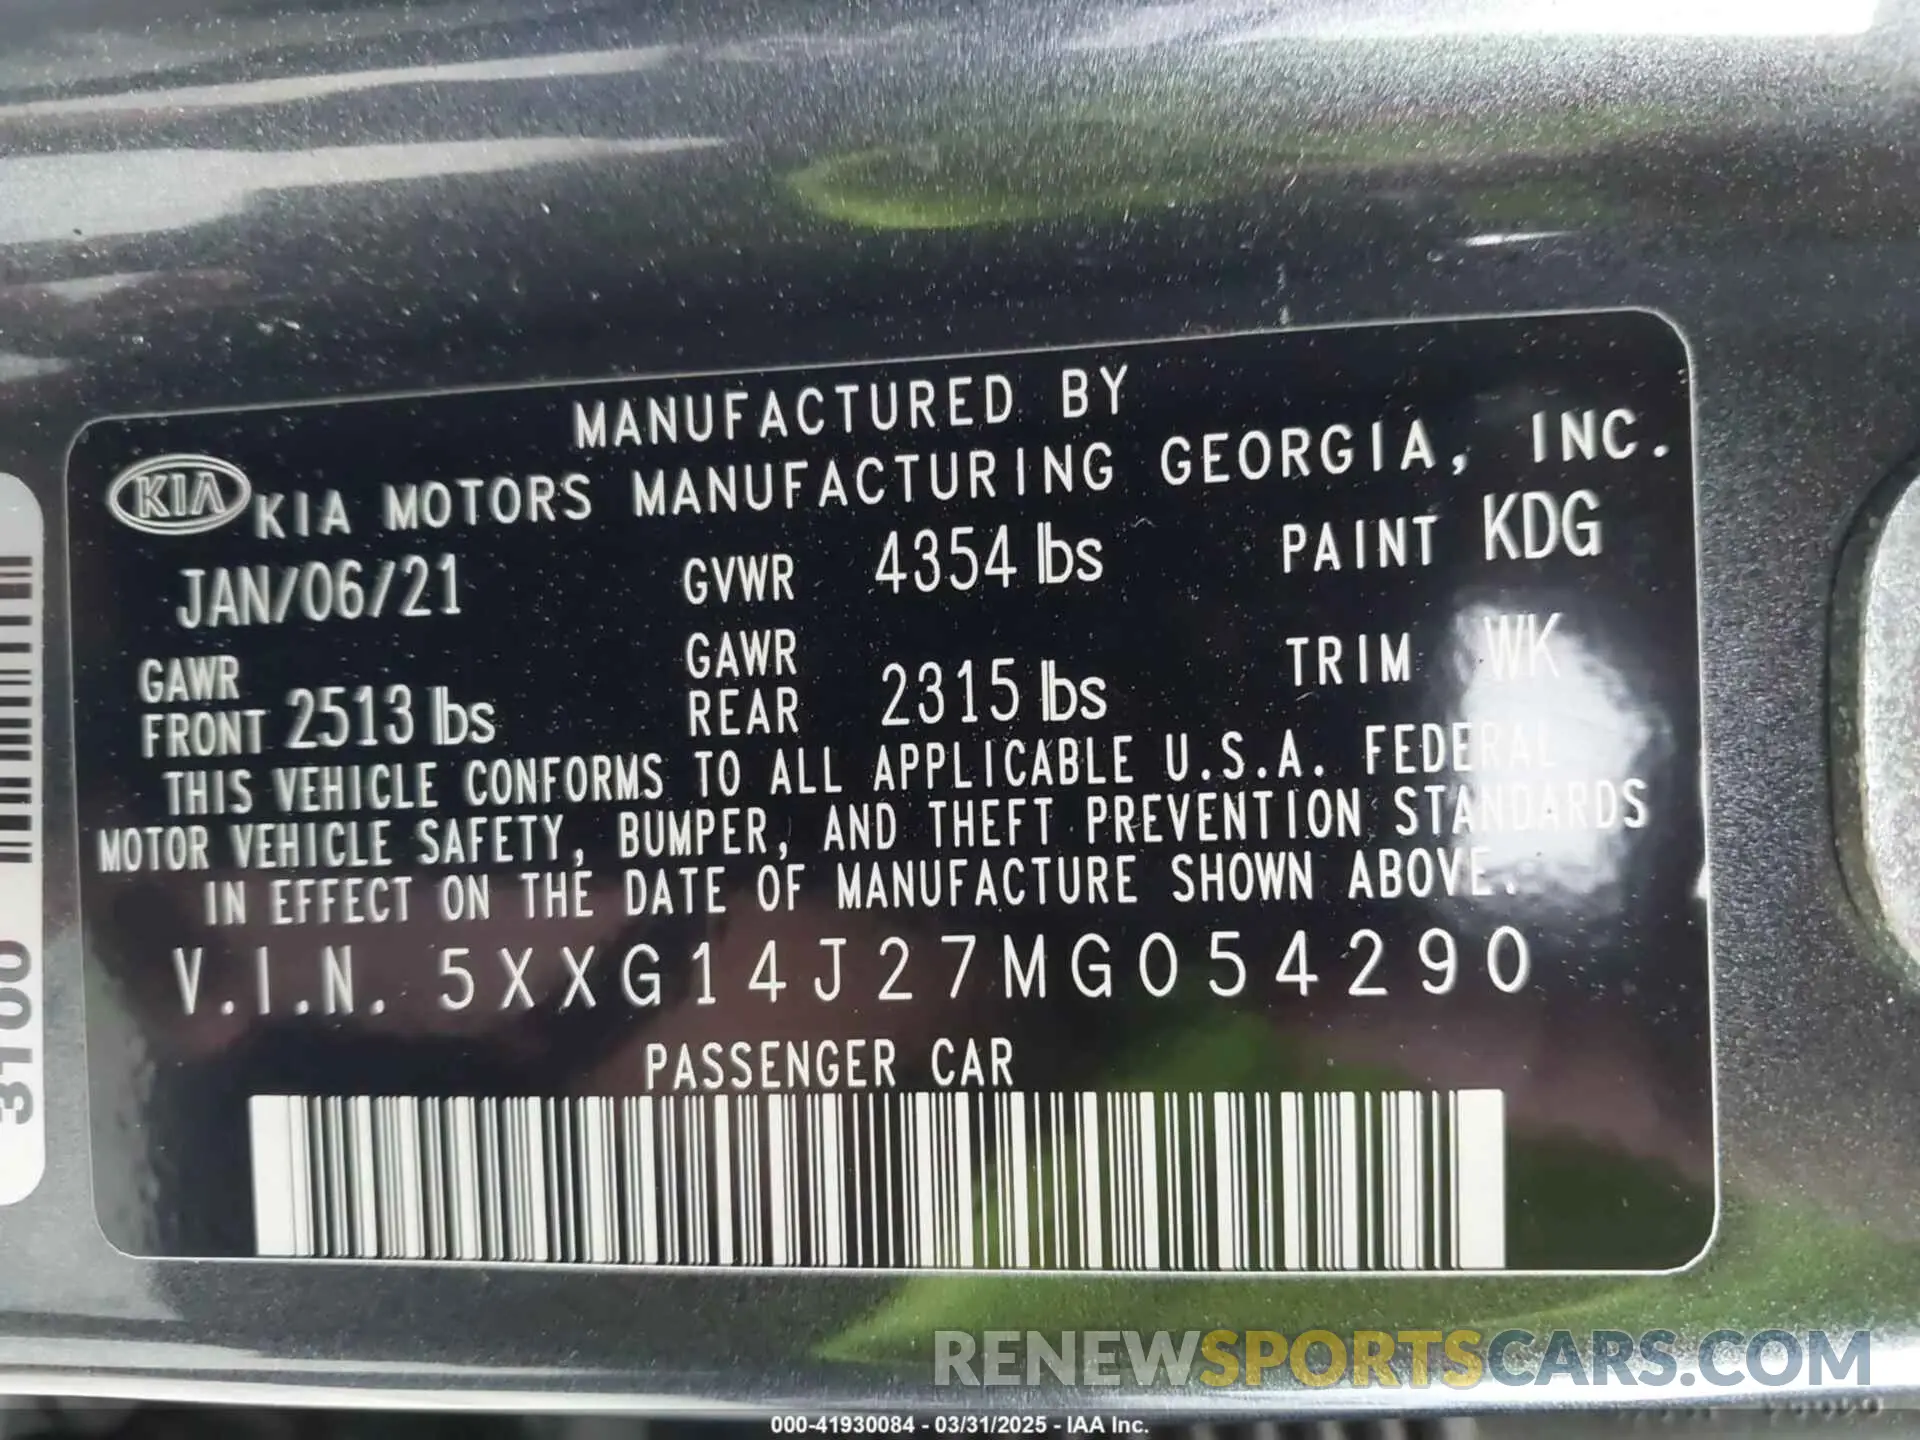 MANUFACTURED BY
KIA KIA MOTORS MANUFACTURING GEORGIA, INC.
JAN/06/21 GVWR 4354 lbs PAINT KDG
GAWR FRONT 2513 lbs GAWR REAR 2315 lbs TRIM WK
THIS VEHICLE CONFORMS TO ALL APPLICABLE U.S.A. FEDERAL
MOTOR VEHICLE SAFETY, BUMPER, AND THEFT PREVENTION STANDARDS
IN EFFECT ON THE DATE OF MANUFACTURE SHOWN ABOVE.
V.I.N. 5XXG14J27MG054290
PASSENGER CAR
3100
RENEWSPORTSCARS.COM
000-41930084 - 03/31/2025 - IAA Inc.